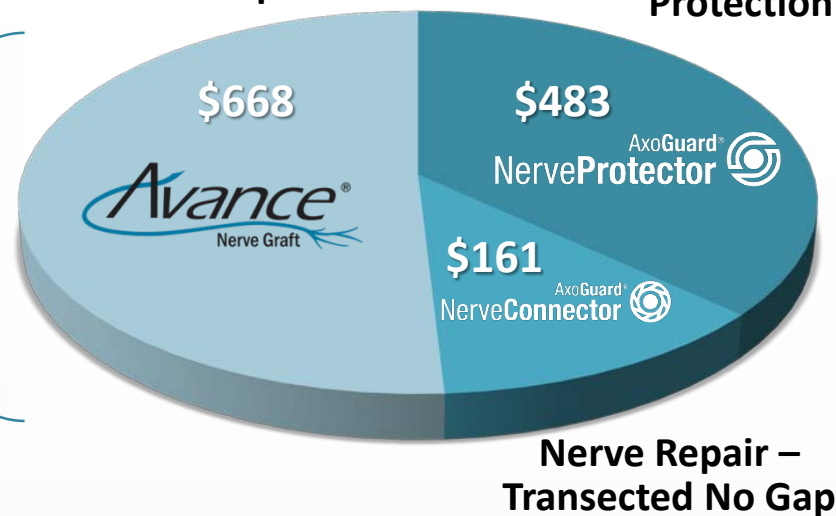 Protection
$668
$483
Avance®
Nerve Graft
AxoGuard®
NerveProtector
$161
AxoGuard®
NerveConnector
Nerve Repair –
Transected No Gap